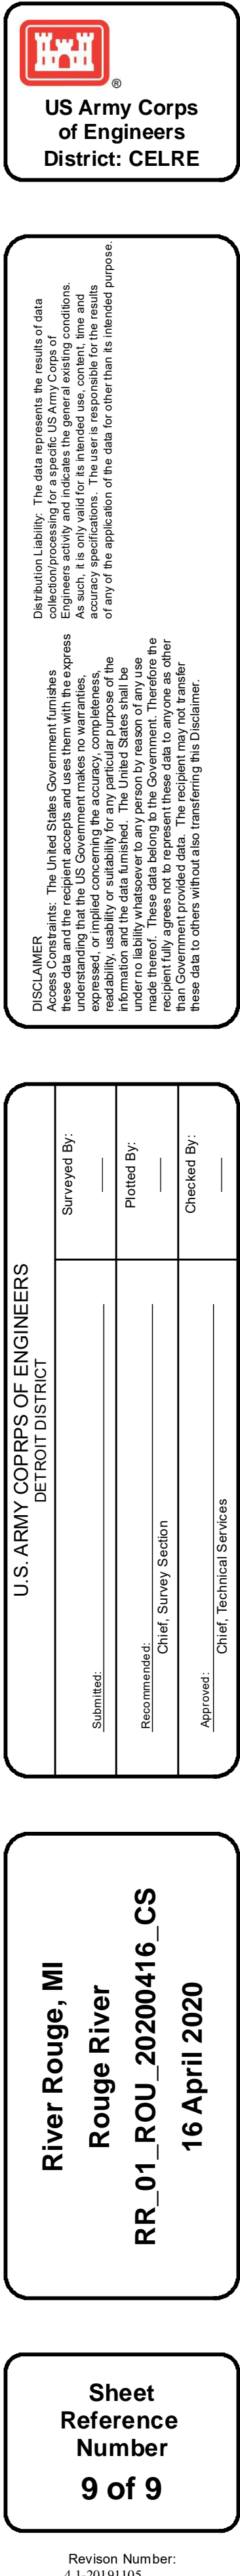 US Army Corps
of Engineers
District: CELRE
®
DISCLAIMER
Access Constraints: The United States Government furnishes
these data and the recipient accepts and uses them with the express
understanding that the US Government makes no warranties,
expressed, or implied concerning the accuracy, completeness,
readability, usability or suitability for any particular purpose of the
information and the data furnished. The United States shall be
under no liability whatsoever to any person by reason of any use
made thereof. These data belong to the Government. Therefore the
recipient fully agrees not to represent these data to anyone as other
than Government provided data. The recipient may not transfer
these data to others without also transferring this Disclaimer.
Distribution Liability: The data represents the results of data
collection/processing for a specific US Army Corps of
Engineers activity and indicates the general existing conditions.
As such, it is only valid for its intended use, content, time and
accuracy specifications. The user is responsible for the results
of any of the application of the data for other than its intended purpose.
U.S. ARMY COPRPS OF ENGINEERS
DETROIT DISTRICT
Submitted:
Surveyed By:
Recommended:
Chief, Survey Section
Plotted By:
Approved:
Chief, Technical Services
Checked By:
River Rouge, MI
Rouge River
RR_01_ROU_20200416_CS
16 April 2020
Sheet
Reference
Number
9 of 9
Revison Number:
4.1-20191105